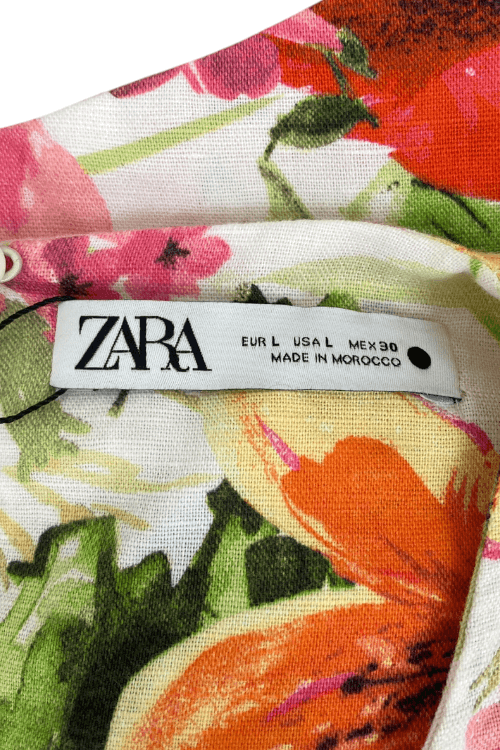 ZARA
EUR L USA L MEX 30
MADE IN MOROCCO